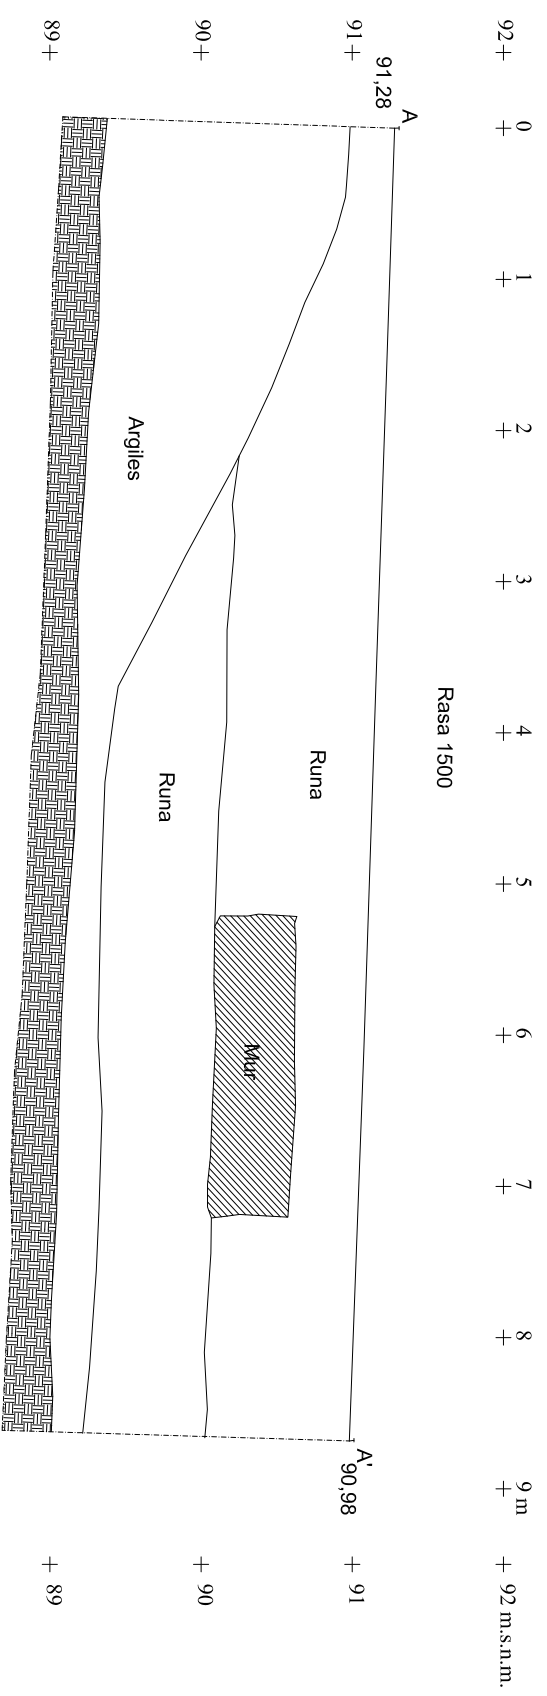 0 1 2 3 4 5 6 7 8 9 m
92 92 m.s.n.m.
Rasa 1500
A A'
91,28 90,98
91 91
Runa
90 Mur 90
Runa
Argiles
89 89